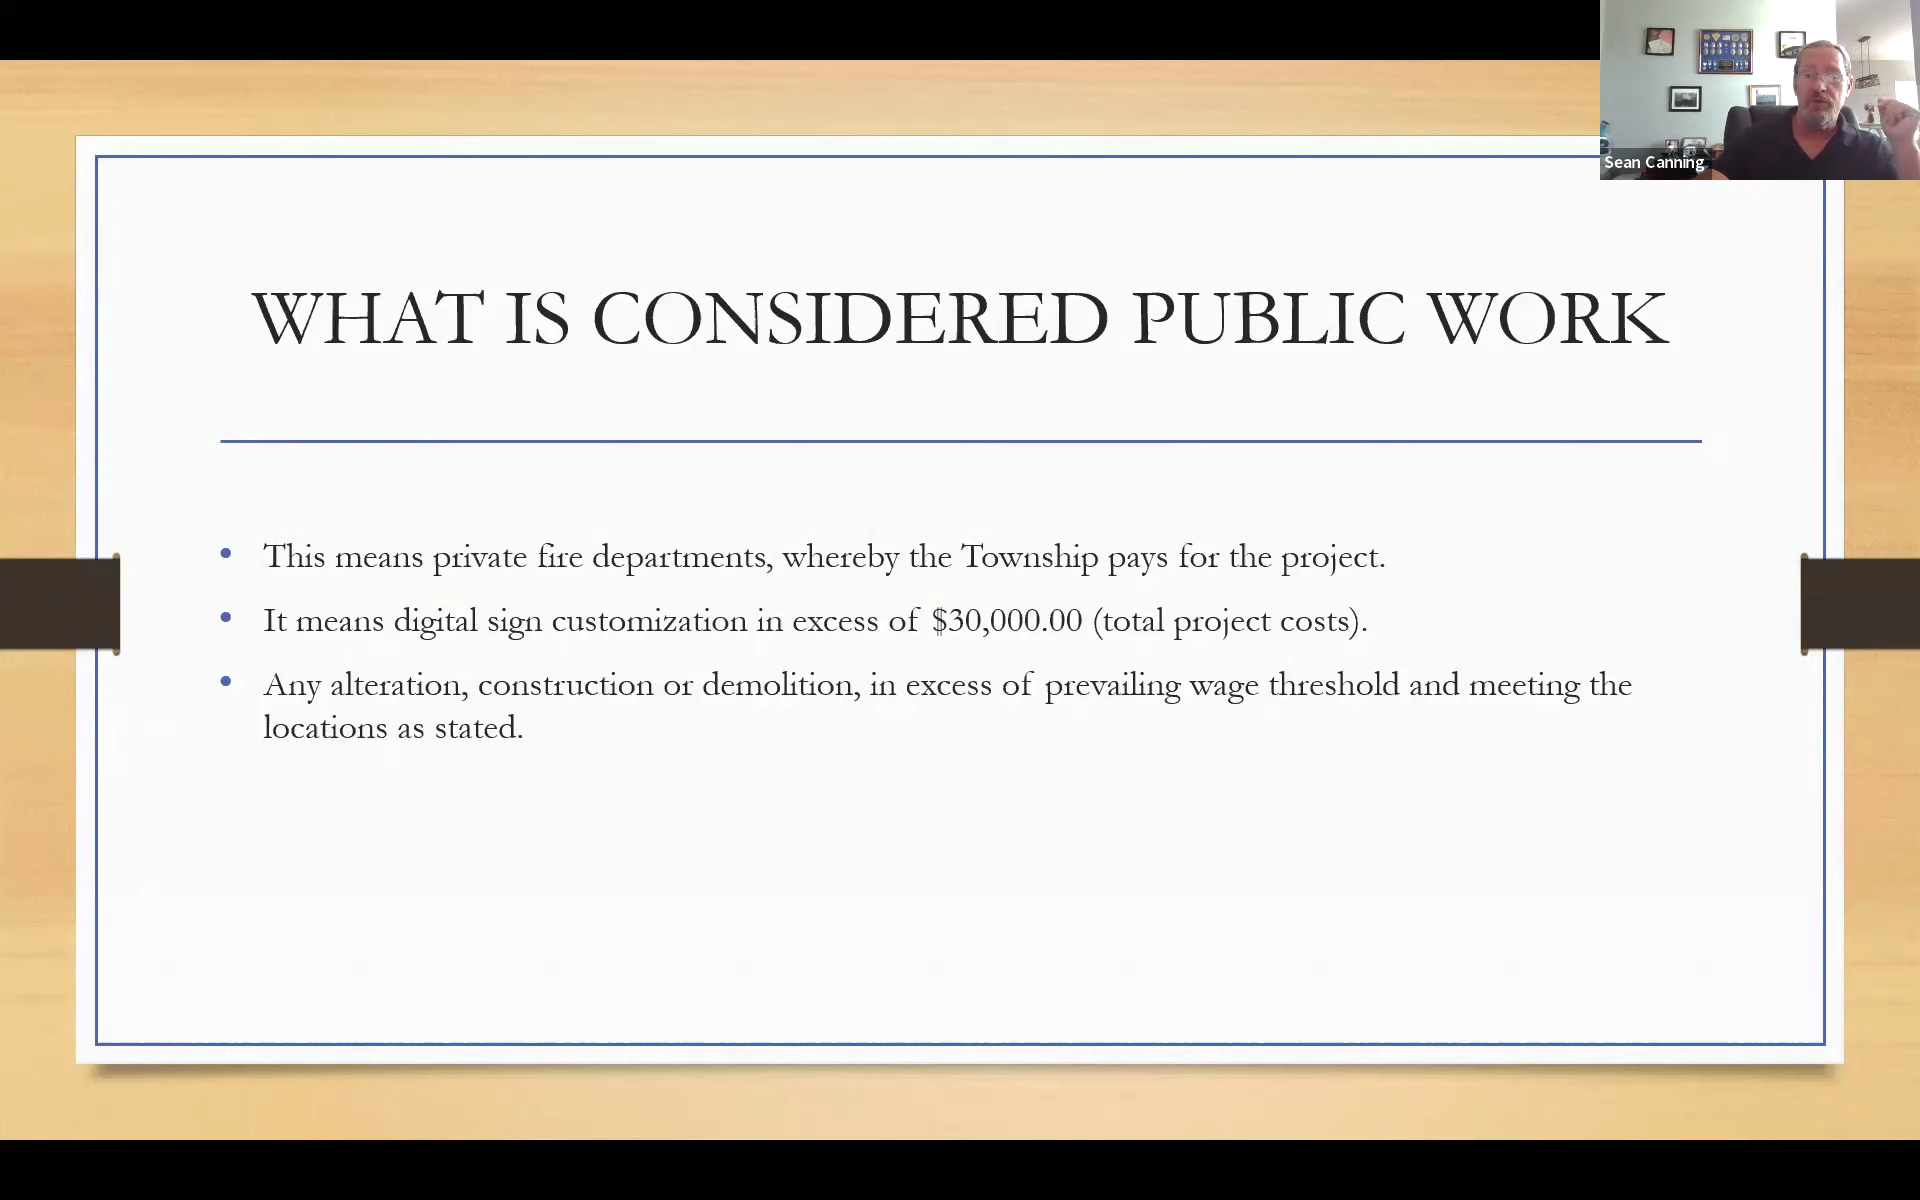 Sean Canning
WHAT IS CONSIDERED PUBLIC WORK
• This means private fire departments, whereby the Township pays for the project.
• It means digital sign customization in excess of $30,000.00 (total project costs).
• Any alteration, construction or demolition, in excess of prevailing wage threshold and meeting the
locations as stated.